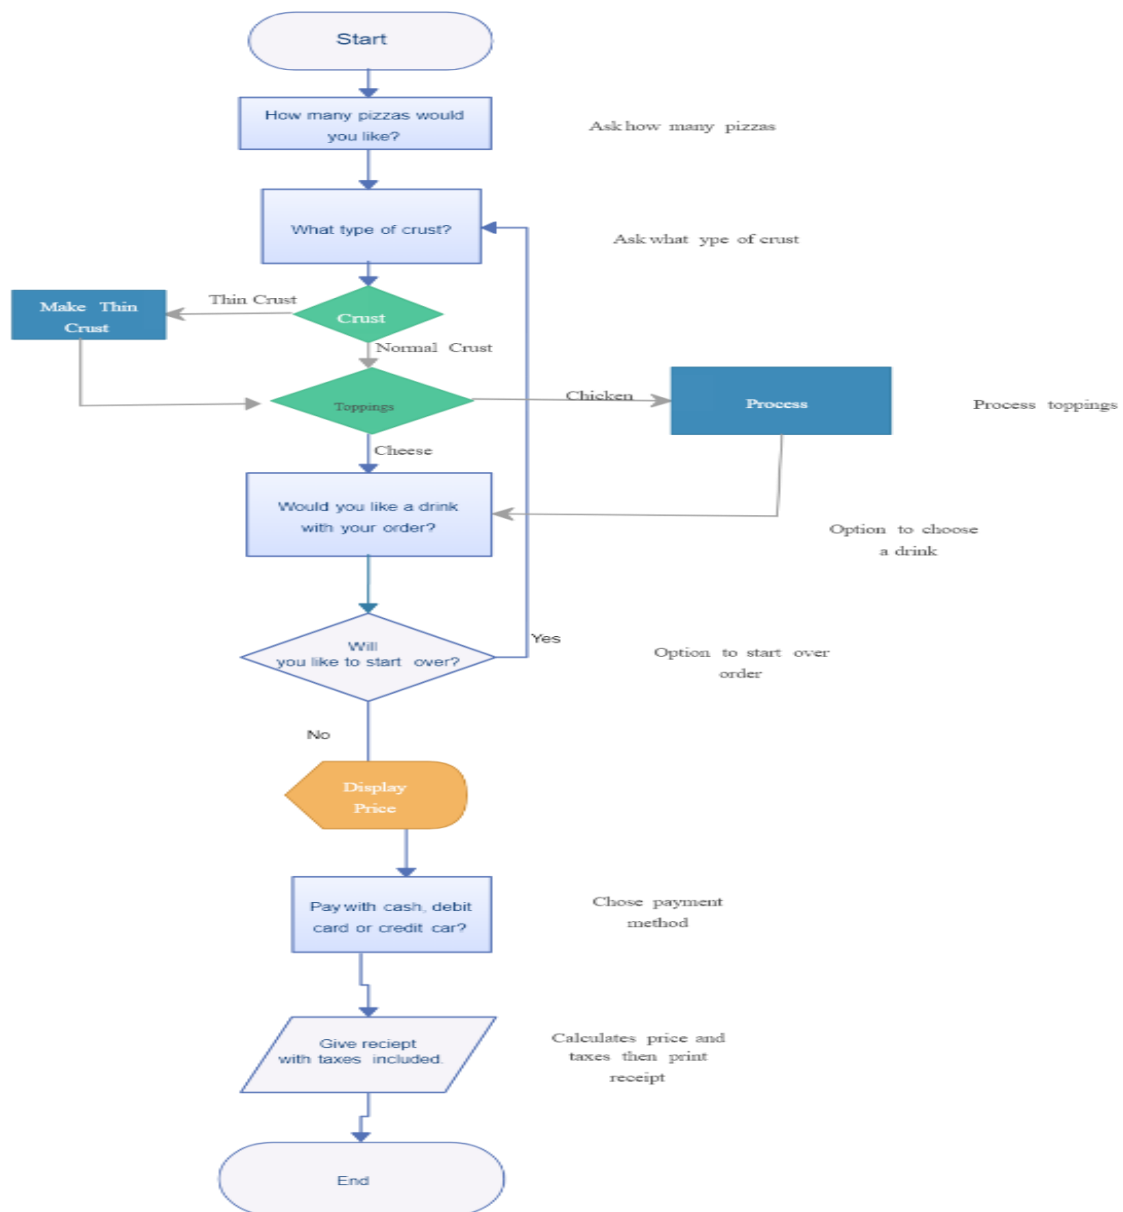 Start
How many pizzas would
you like?
Ask how many pizzas
What type of crust?
Ask what ype of crust
Make Thin
Crust
Thin Crust
Crust
Normal Crust
Toppings
Chicken
Process
Process toppings
Cheese
Would you like a drink
with your order?
Option to choose
a drink
Will
you like to start over?
Yes
Option to start over
order
No
Display
Price
Pay with cash, debit
card or credit car?
Chose payment
method
Give reciept
with taxes included.
Calculates price and
taxes then print
receipt
End